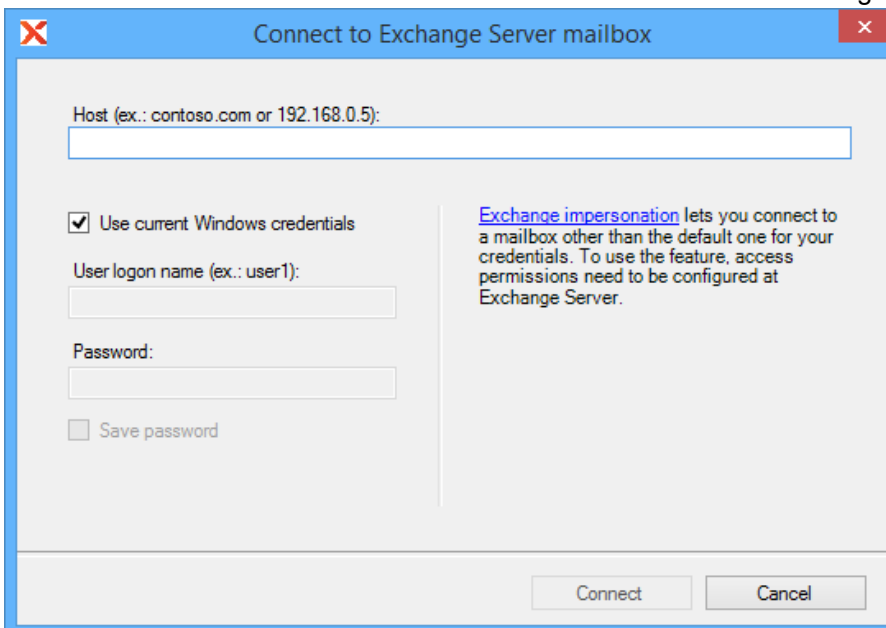 Connect to Exchange Server mailbox
Host (ex.: contoso.com or 192.168.0.5):
Use current Windows credentials
User logon name (ex.: user1):
Password:
Save password
Exchange impersonation lets you connect to
a mailbox other than the default one for your
credentials. To use the feature, access
permissions need to be configured at
Exchange Server.
Connect
Cancel